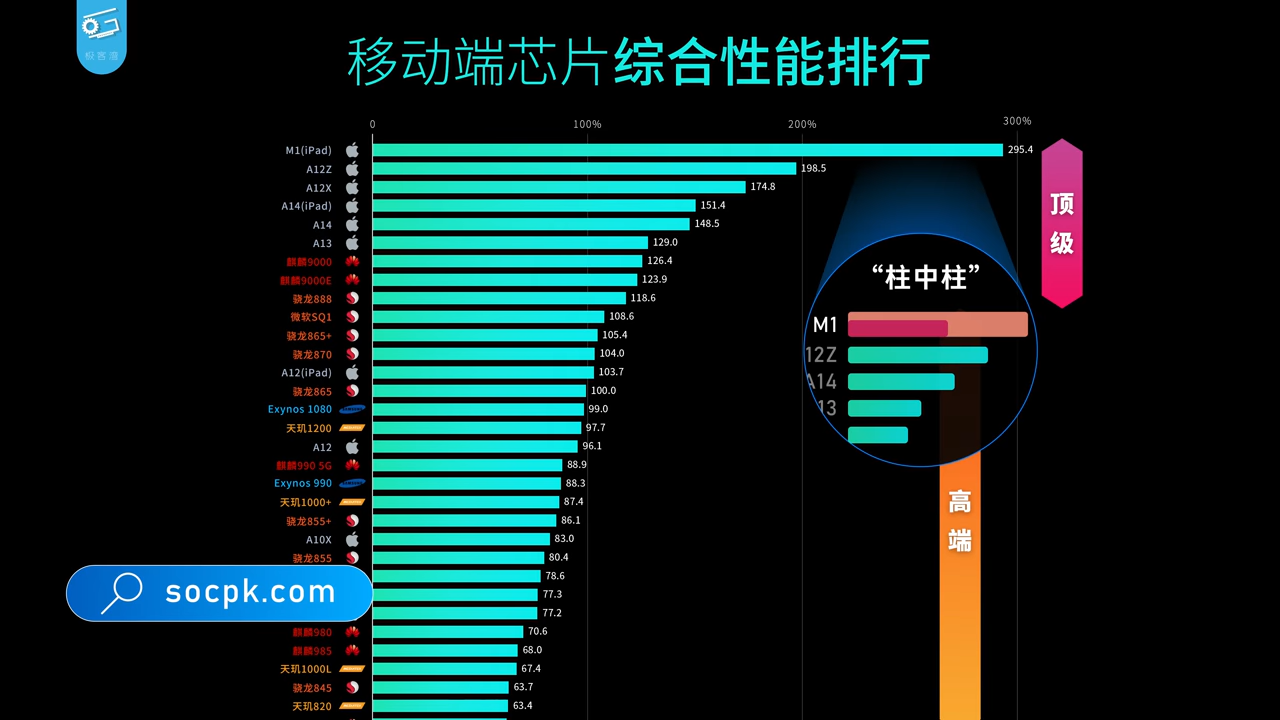 极客湾
移动端芯片综合性能排行
0 100% 200% 300%
M1(iPad) 295.4
A12Z 198.5
A12X 174.8
A14(iPad) 151.4
A14 148.5
A13 129.0
麒麟9000 126.4
麒麟9000E 123.9
骁龙888 118.6
微软SQ1 108.6
骁龙865+ 105.4
骁龙870 104.0
A12(iPad) 103.7
骁龙865 100.0
Exynos 1080 99.0
天玑1200 97.7
A12 96.1
麒麟990 5G 88.9
Exynos 990 88.3
天玑1000+ 87.4
骁龙855+ 86.1
A10X 83.0
骁龙855 80.4
78.6
77.3
77.2
麒麟980 70.6
麒麟985 68.0
天玑1000L 67.4
骁龙845 63.7
天玑820 63.4
socpk.com
“柱中柱”
M1
12Z
A14
13
顶级
高端